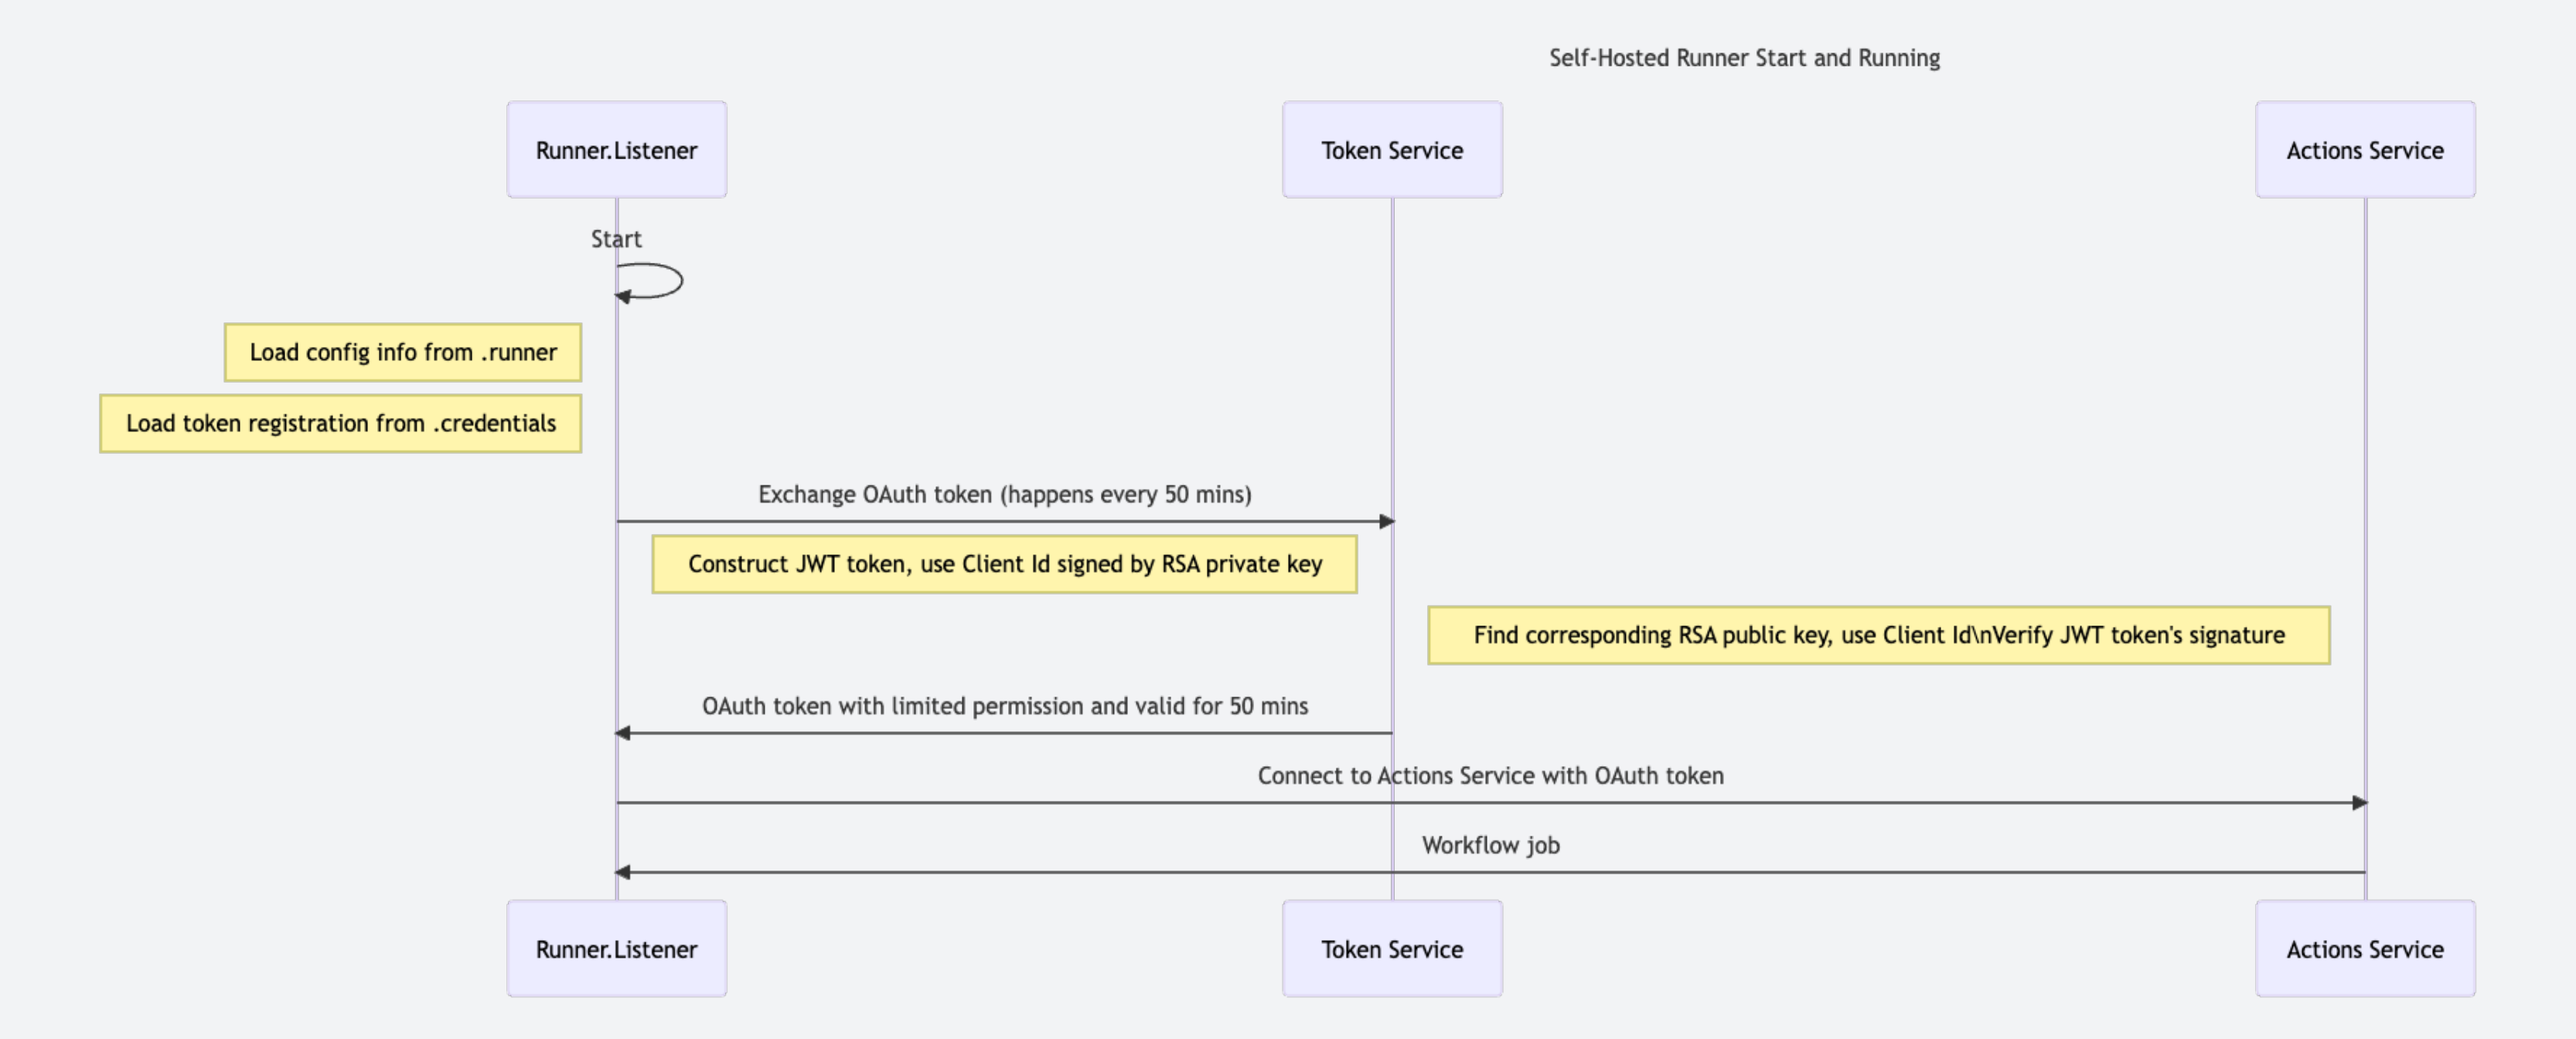 Self-Hosted Runner Start and Running
Runner.Listener
Token Service
Actions Service
Start
Load config info from .runner
Load token registration from .credentials
Exchange OAuth token (happens every 50 mins)
Construct JWT token, use Client Id signed by RSA private key
Find corresponding RSA public key, use Client Id\nVerify JWT token's signature
OAuth token with limited permission and valid for 50 mins
Connect to Actions Service with OAuth token
Workflow job
Runner.Listener
Token Service
Actions Service